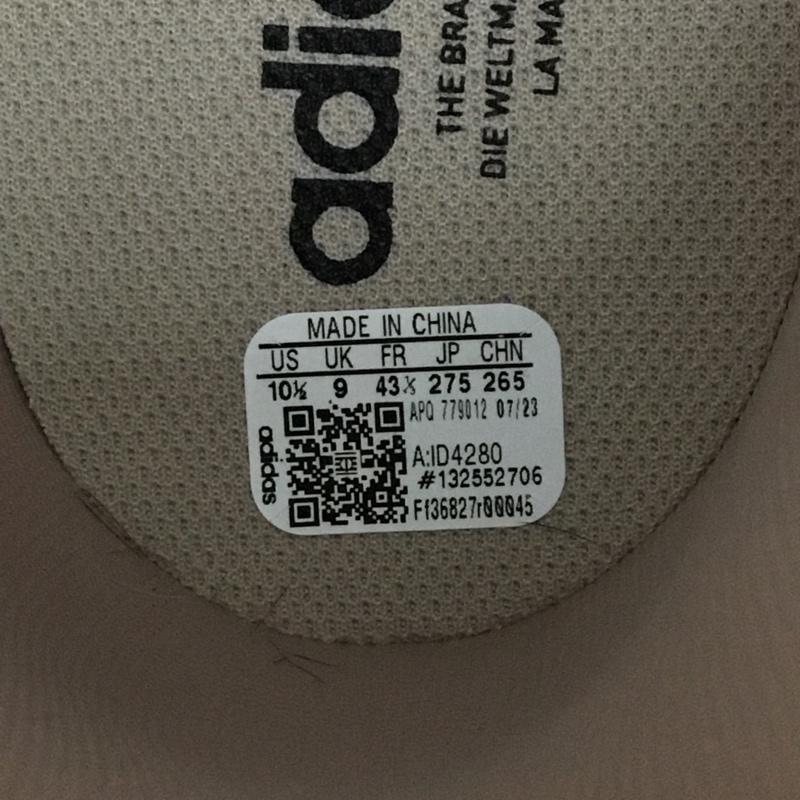 adid
THE BRA
DIE WELTMA
LA MA
MADE IN CHINA
US UK FR JP CHN
10½ 9 43⅓ 275 265
APQ 779012 07/23
adidas
A:ID4280
#132552706
Ff36827r00045